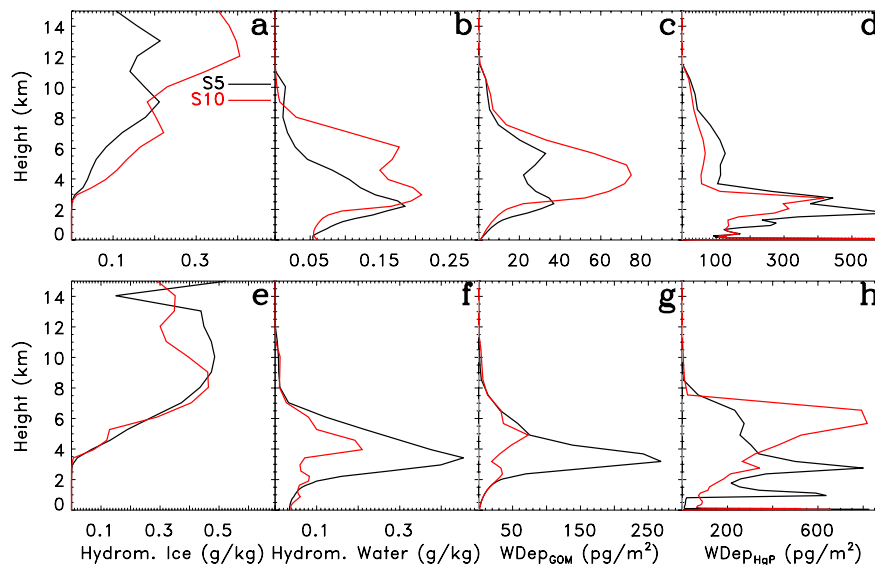 a b c d
14
12
S5
S10
10
8
6
4
2
0
Height (km)
0.1 0.3 0.05 0.15 0.25 20 40 60 80 100 300 500
e f g h
14
12
10
8
6
4
2
0
Height (km)
0.1 0.3 0.5 0.1 0.3 50 150 250 200 600
Hydrom. Ice (g/kg) Hydrom. Water (g/kg) WDep_GOM (pg/m²) WDep_HgP (pg/m²)